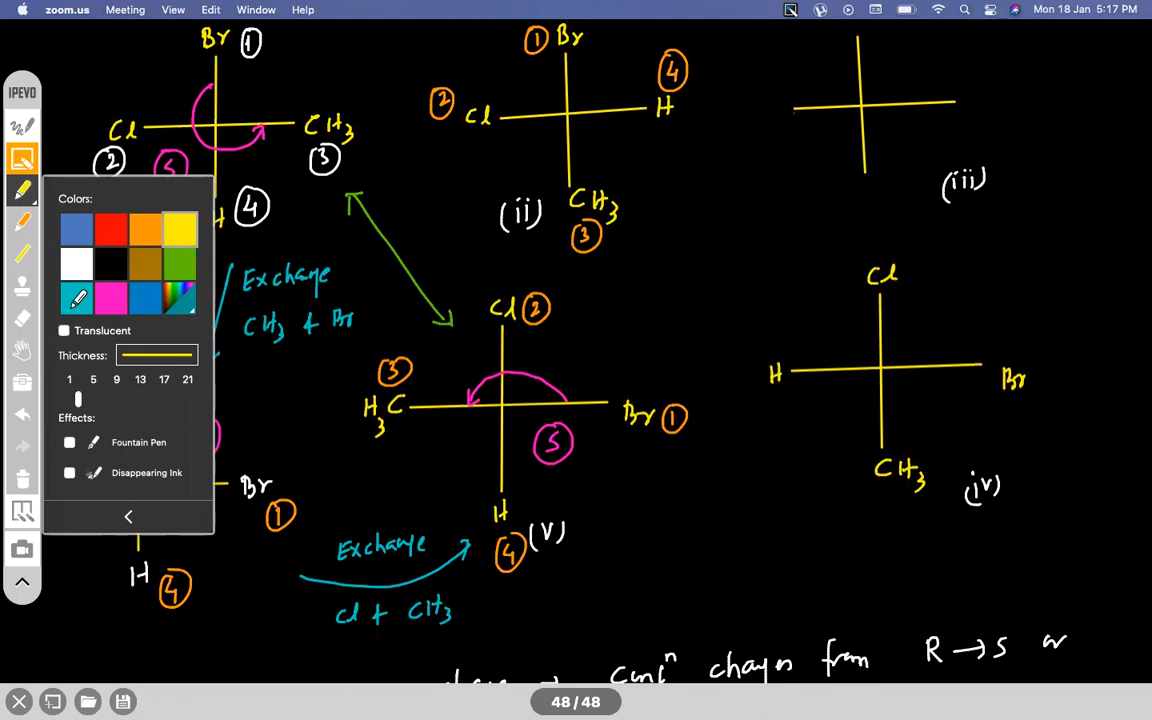 zoom.us Meeting View Edit Window Help Mon 18 Jan 5:17 PM
IPEVO
Br ①
Cl CH3
② S ③
H ④
① Br
② Cl H ④
(ii) CH3
③
(iii)
Colors:
Translucent
Thickness:
1 5 9 13 17 21
Effects:
Fountain Pen
Disappearing Ink
Exchange
CH3 + Br
Br ①
H ④
Cl ②
③
H3C Br ①
S
H
④ (v)
Exchange
Cl + CH3
Cl
H Br
CH3
(iv)
Confⁿ changes from R → S or
48/48